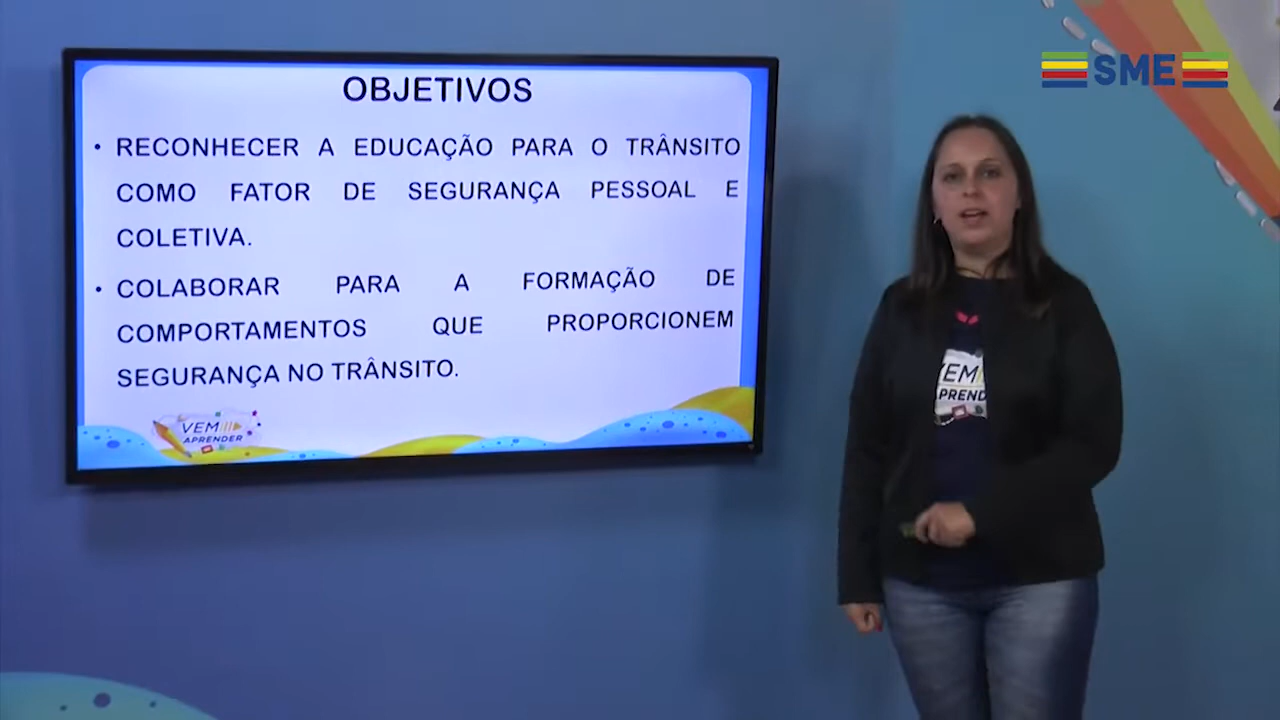 OBJETIVOS
• RECONHECER A EDUCAÇÃO PARA O TRÂNSITO
COMO FATOR DE SEGURANÇA PESSOAL E
COLETIVA.
• COLABORAR PARA A FORMAÇÃO DE
COMPORTAMENTOS QUE PROPORCIONEM
SEGURANÇA NO TRÂNSITO.
VEM
APRENDER
SME
VEM
APRENDER